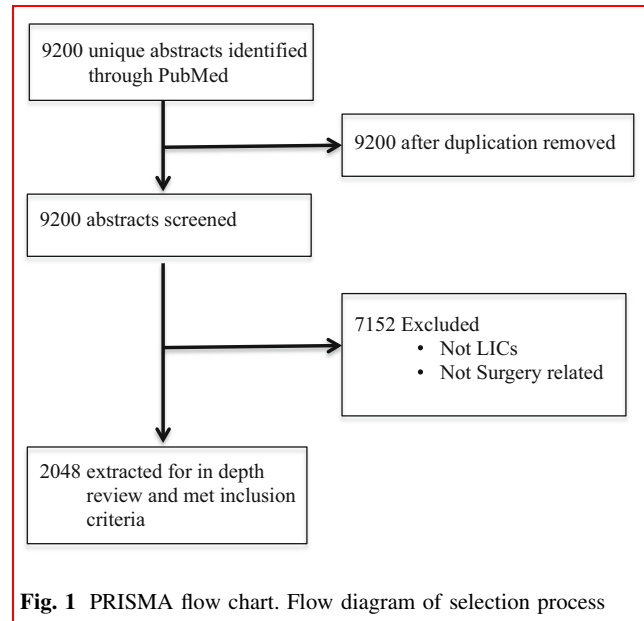 9200 unique abstracts identified
through PubMed
9200 after duplication removed
9200 abstracts screened
7152 Excluded
• Not LICs
• Not Surgery related
2048 extracted for in depth
review and met inclusion
criteria
Fig. 1 PRISMA flow chart. Flow diagram of selection process